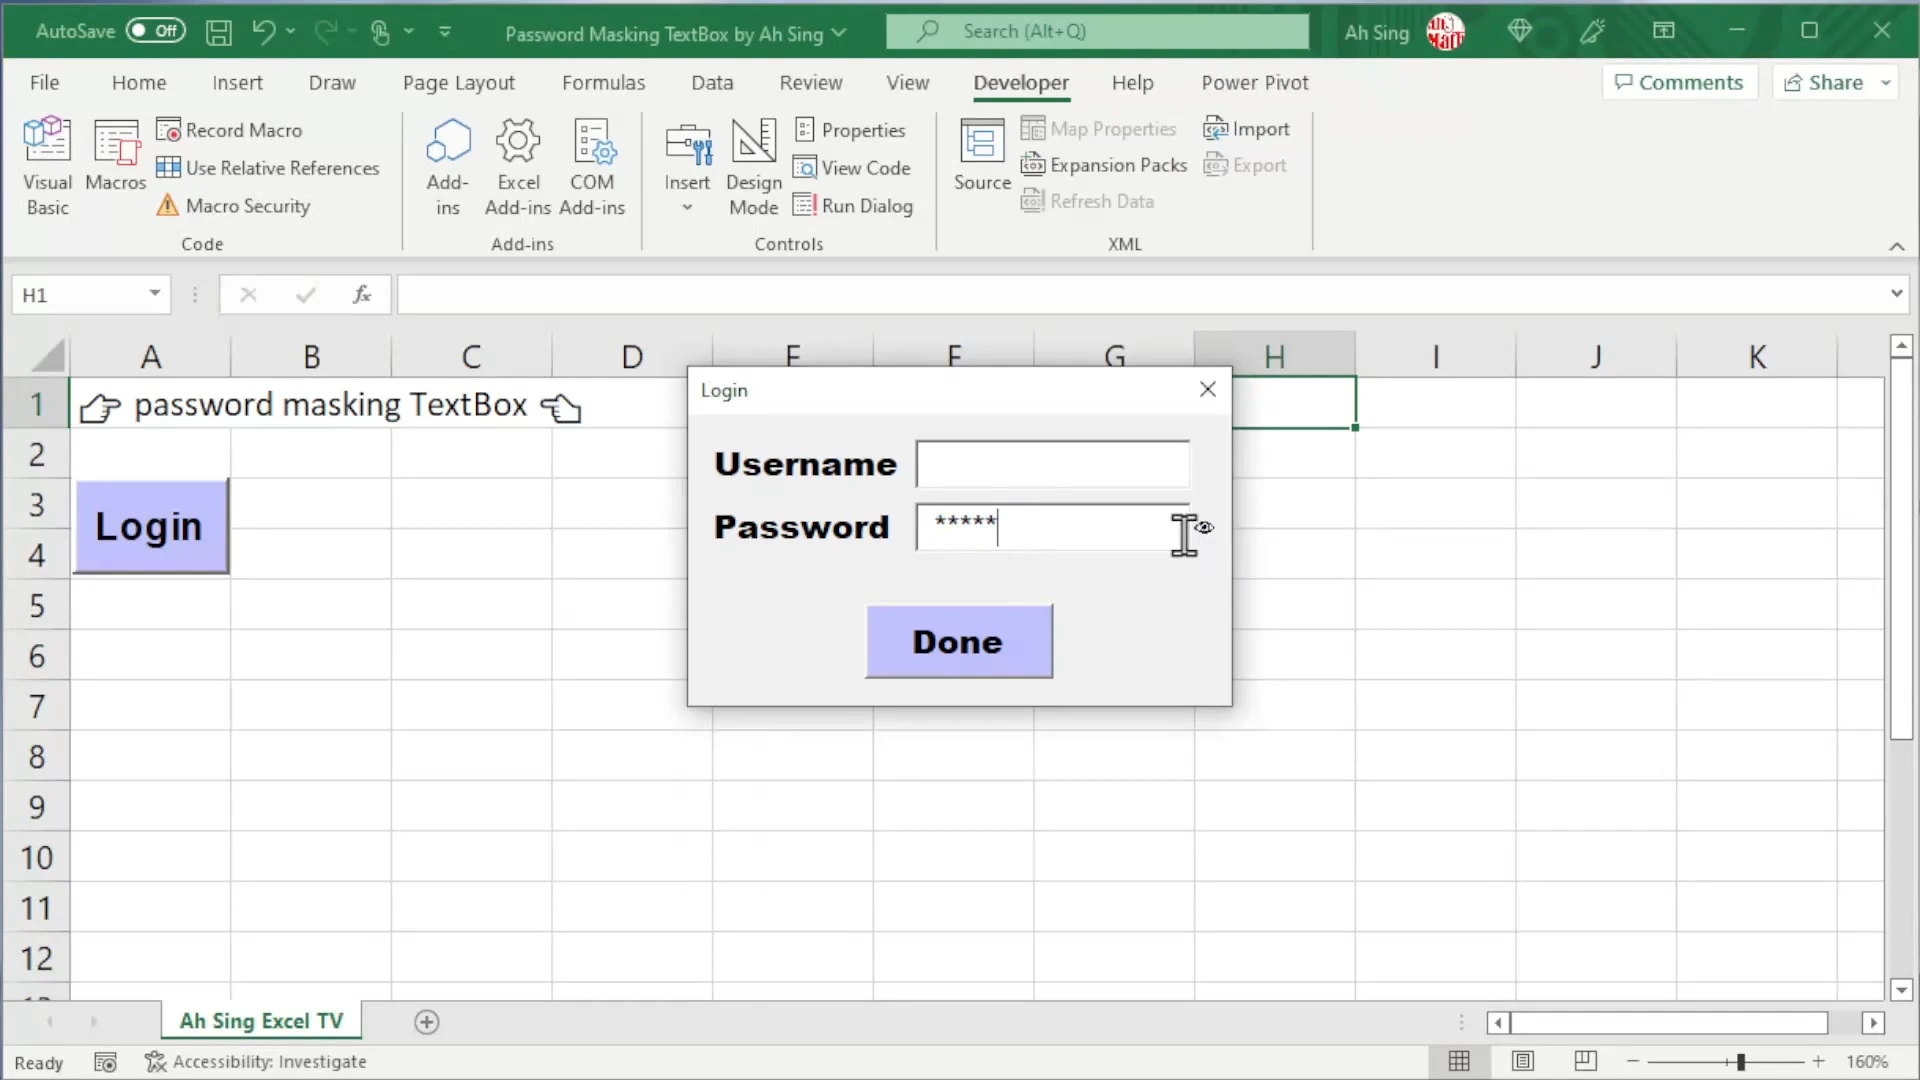 AutoSave Off Password Masking TextBox by Ah Sing Search (Alt+Q) Ah Sing
File Home Insert Draw Page Layout Formulas Data Review View Developer Help Power Pivot Comments Share
Visual Basic
Macros
Record Macro
Use Relative References
Macro Security
Code
Add-ins
Excel Add-ins
COM Add-ins
Add-ins
Insert
Design Mode
Properties
View Code
Run Dialog
Controls
Source
Map Properties
Expansion Packs
Refresh Data
Import
Export
XML
H1 fx
A B C D E F G H I J K
1 password masking TextBox
2
3
4
5
6
7
8
9
10
11
12
Login
Login
Username
Password *****
Done
Ah Sing Excel TV
Ready Accessibility: Investigate 160%